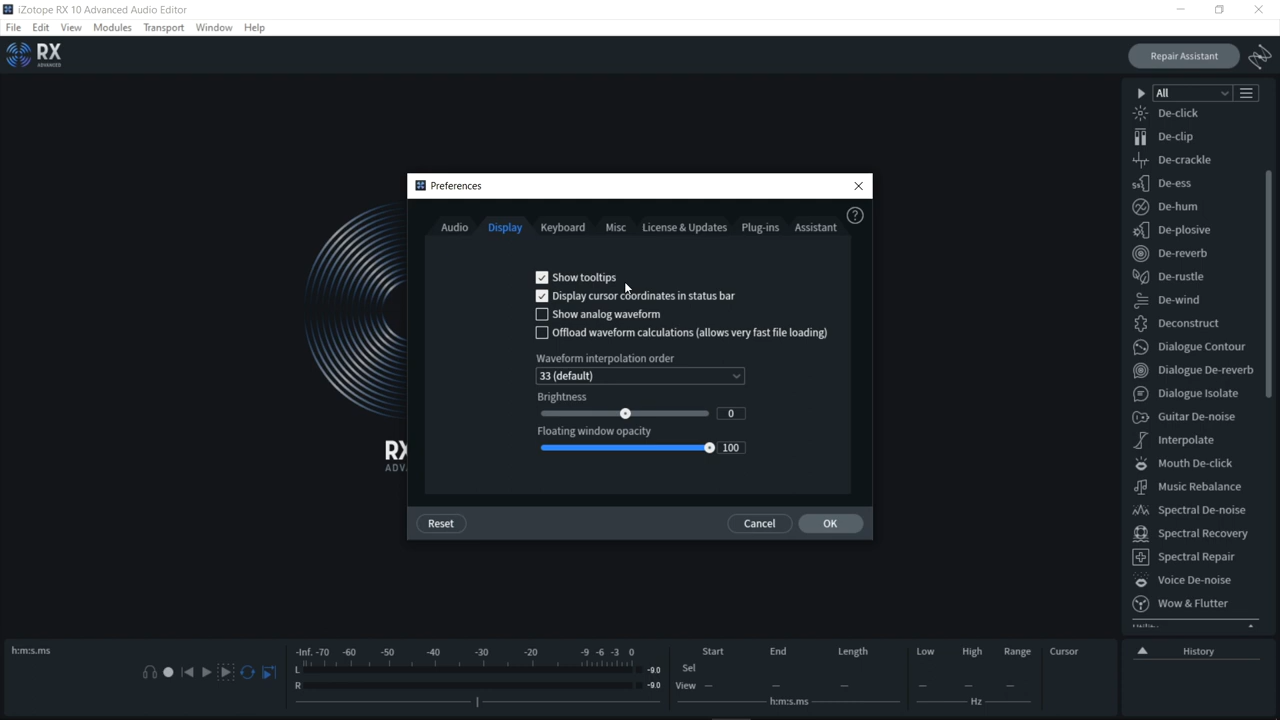 iZotope RX 10 Advanced Audio Editor
File Edit View Modules Transport Window Help
RX
ADVANCED
Repair Assistant
All
De-click
De-clip
De-crackle
De-ess
De-hum
De-plosive
De-reverb
De-rustle
De-wind
Deconstruct
Dialogue Contour
Dialogue De-reverb
Dialogue Isolate
Guitar De-noise
Interpolate
Mouth De-click
Music Rebalance
Spectral De-noise
Spectral Recovery
Spectral Repair
Voice De-noise
Wow & Flutter
Preferences
Audio Display Keyboard Misc License & Updates Plug-ins Assistant
?
Show tooltips
Display cursor coordinates in status bar
Show analog waveform
Offload waveform calculations (allows very fast file loading)
Waveform interpolation order
33 (default)
Brightness
0
Floating window opacity
100
Reset Cancel OK
RX
ADV
h:m:s.ms
-Inf. -70 -60 -50 -40 -30 -20 -9 -6 -3 0
L -9.0
R -9.0
Start End Length
Sel
View — — —
h:m:s.ms
Low High Range
— — —
Hz
Cursor
History